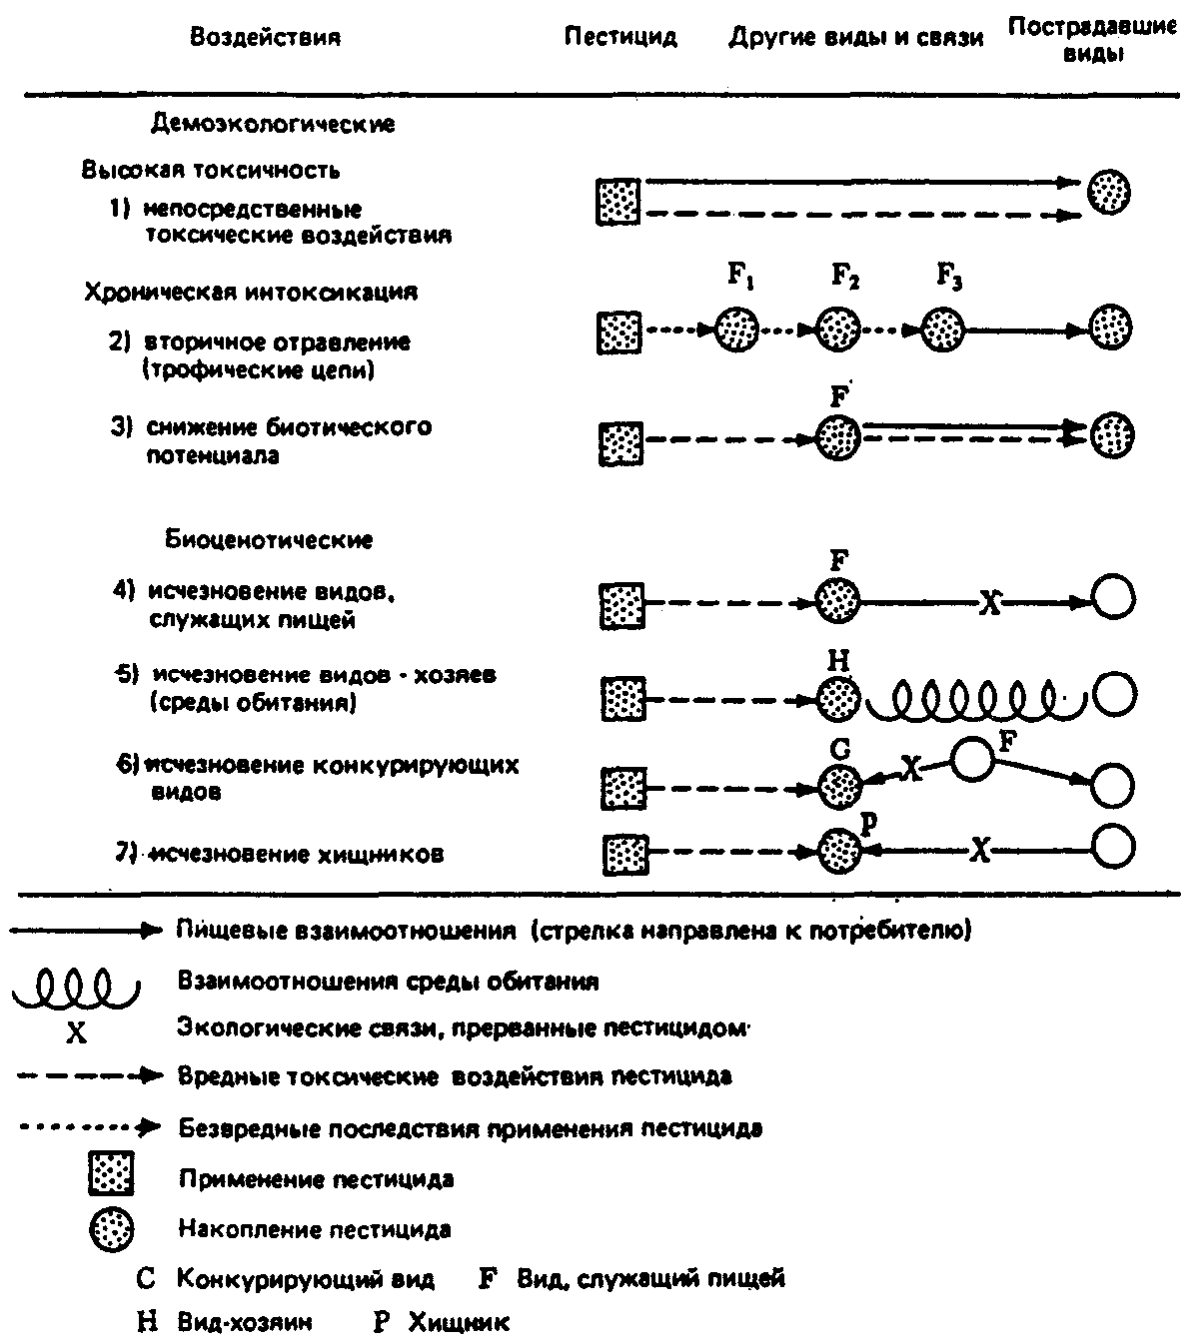 Воздействия Пестицид Другие виды и связи Пострадавшие
виды
Демоэкологические
Высокая токсичность
1) непосредственные
токсические воздействия
Хроническая интоксикация
F₁ F₂ F₃
2) вторичное отравление
(трофические цепи)
F
3) снижение биотического
потенциала
Биоценотические
F
4) исчезновение видов,
служащих пищей
X
H
5) исчезновение видов - хозяев
(среды обитания)
C X F
6) исчезновение конкурирующих
видов
P
7) исчезновение хищников X
Пищевые взаимоотношения (стрелка направлена к потребителю)
Взаимоотношения среды обитания
X Экологические связи, прерванные пестицидом
Вредные токсические воздействия пестицида
Безвредные последствия применения пестицида
Применение пестицида
Накопление пестицида
C Конкурирующий вид F Вид, служащий пищей
H Вид-хозяин P Хищник